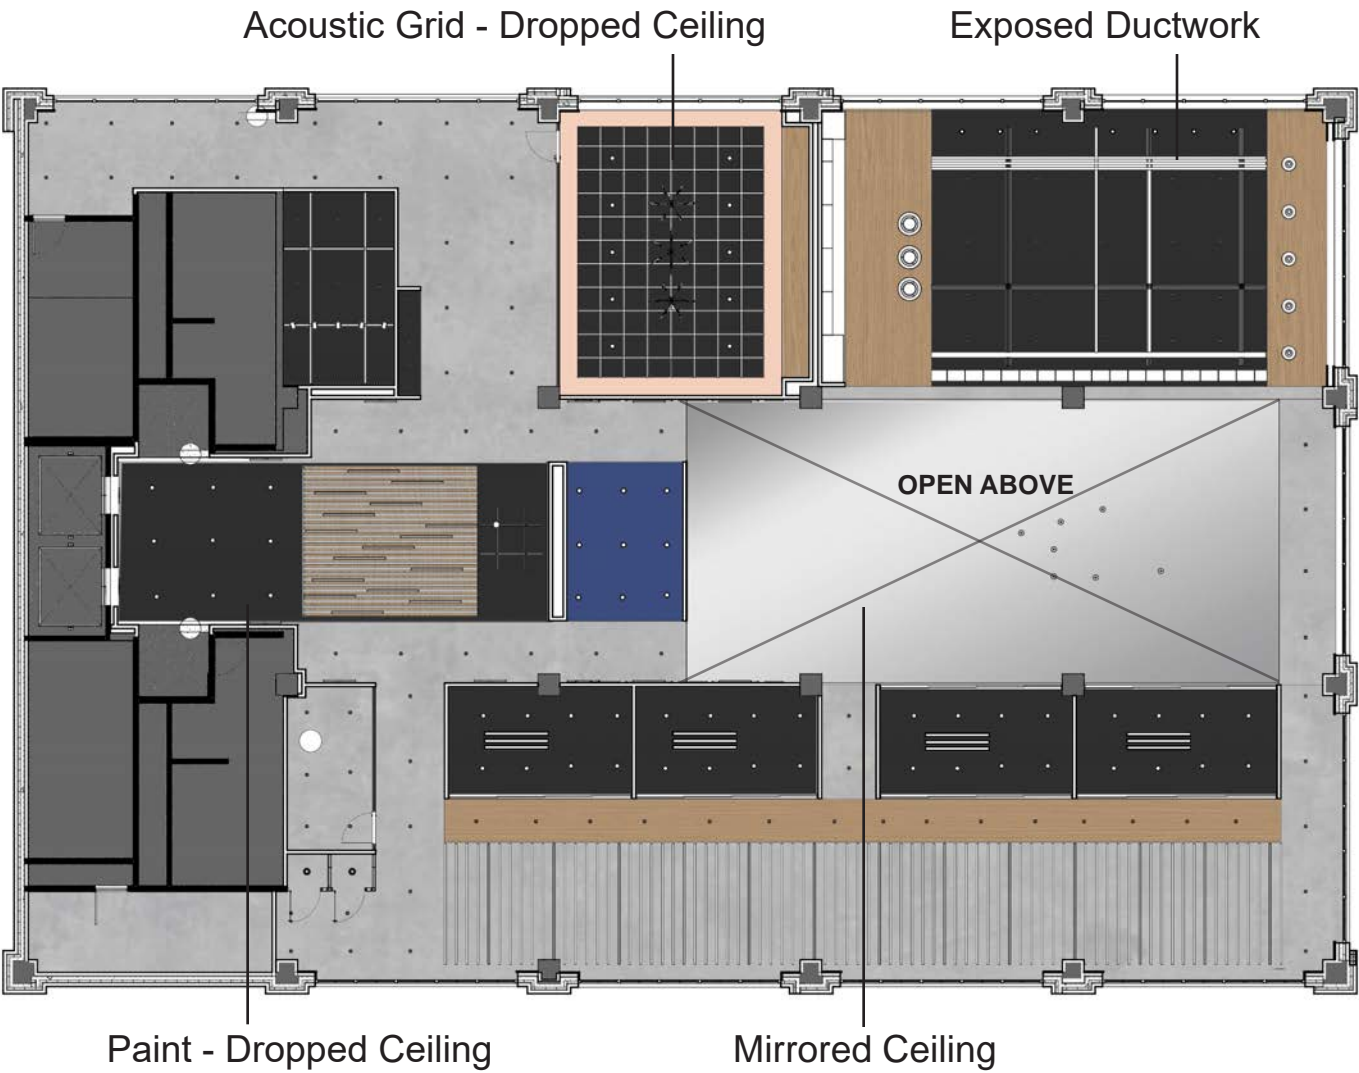 Acoustic Grid - Dropped Ceiling
Exposed Ductwork
OPEN ABOVE
Paint - Dropped Ceiling
Mirrored Ceiling